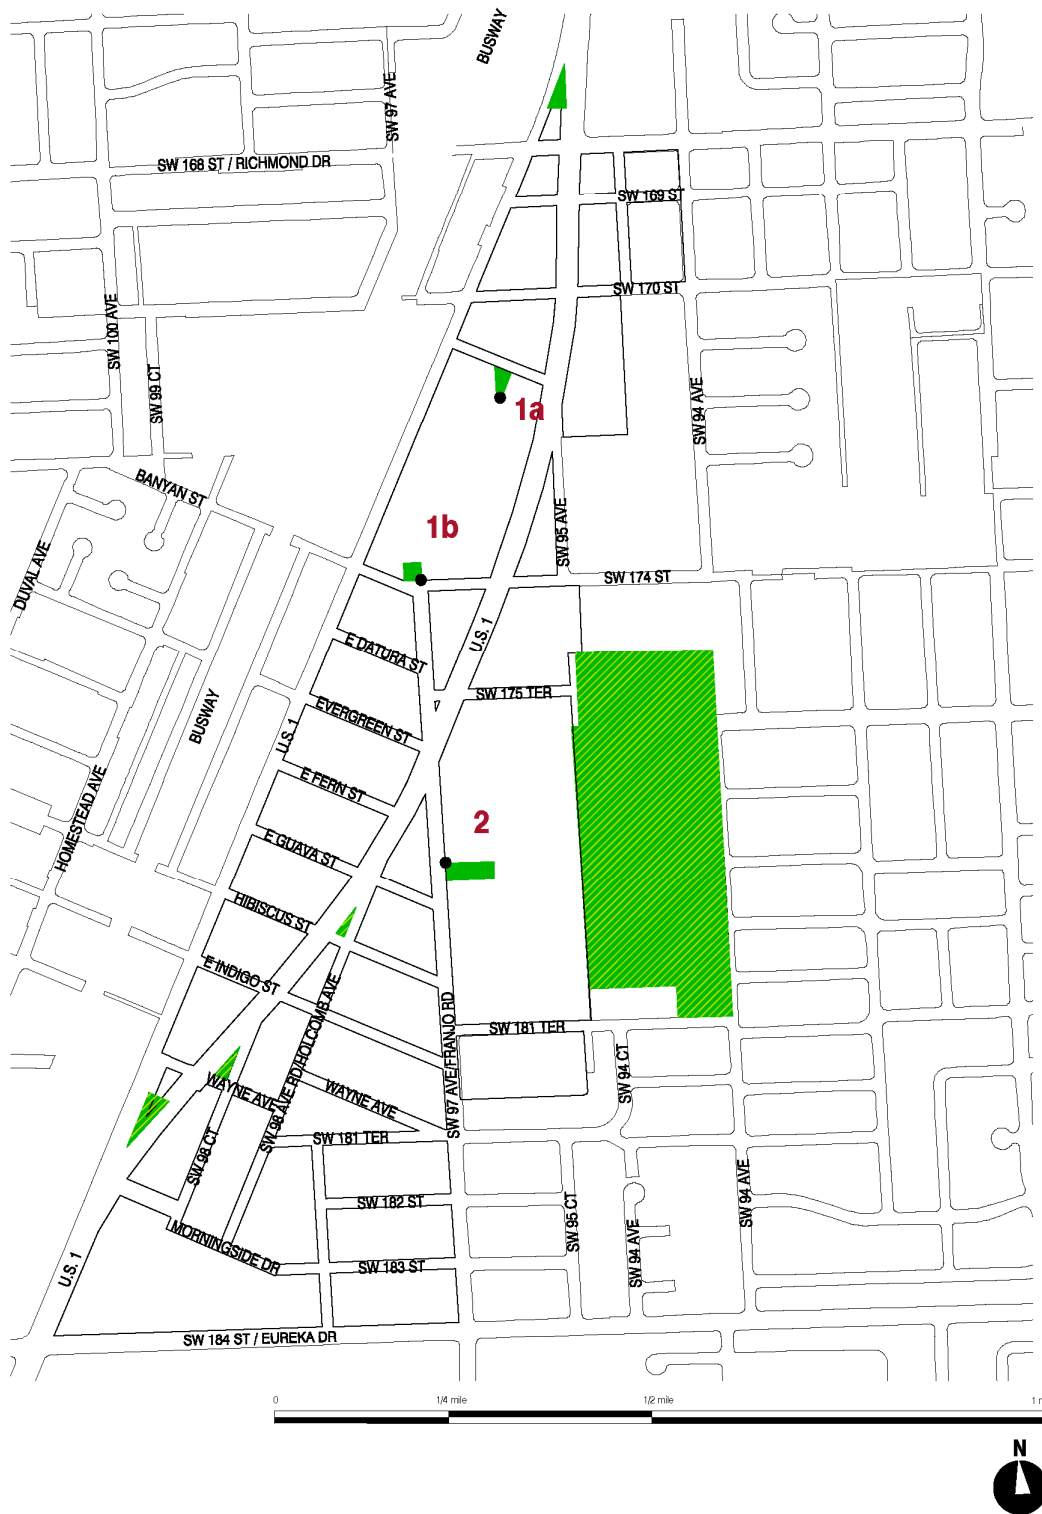 BUSWAY
SW 97 AVE
SW 168 ST / RICHMOND DR
SW 169 ST
SW 170 ST
SW 100 AVE
SW 99 CT
SW 94 AVE
1a
BANYAN ST
1b
SW 95 AVE
DUVAL AVE
SW 174 ST
U.S. 1
E DATURA ST
SW 175 TER
BUSWAY
U.S. 1
EVERGREEN ST
E FERN ST
HOMESTEAD AVE
2
E GUAVA ST
HIBISCUS ST
E INDIGO ST
SW 98 AVE RD/HOLCOMB AVE
SW 97 AVE/FRANJO RD
SW 181 TER
SW 94 CT
WAYNE AVE
WAYNE AVE
SW 181 TER
SW 98 CT
SW 182 ST
SW 95 CT
SW 94 AVE
SW 94 AVE
MORNINGSIDE DR
SW 183 ST
U.S. 1
SW 184 ST / EUREKA DR
0 1/4 mile 1/2 mile 1 m
N